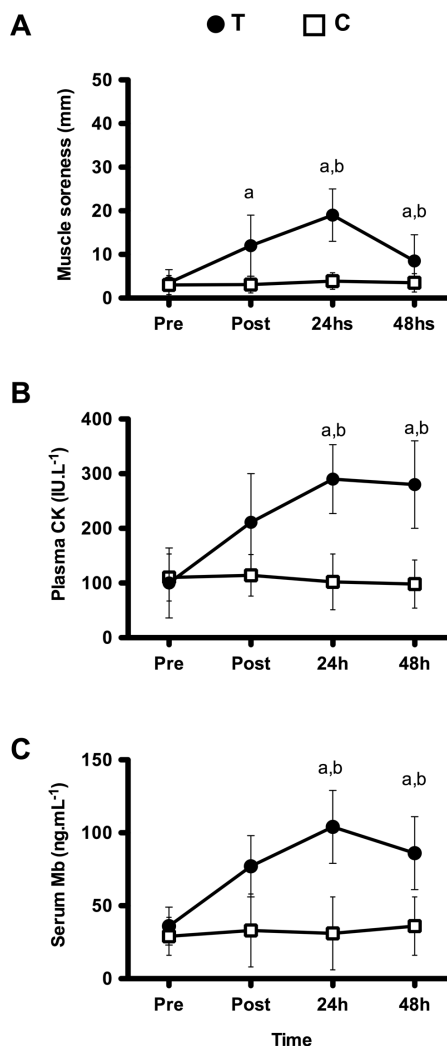 A
T C
Muscle soreness (mm)
50
40
30
20
10
0
a
a,b
a,b
Pre Post 24hs 48hs
B
Plasma CK (IU.L⁻¹)
400
300
200
100
0
a,b
a,b
Pre Post 24h 48h
C
Serum Mb (ng.mL⁻¹)
150
100
50
0
a,b
a,b
Pre Post 24h 48h
Time